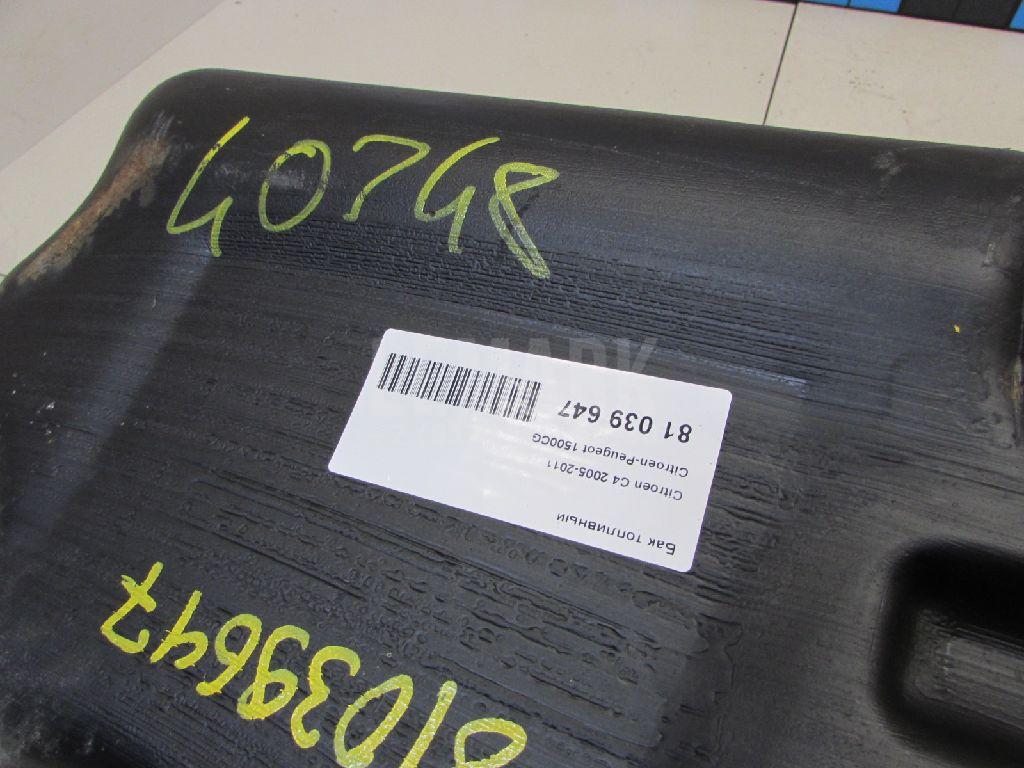 40748
Бак топливный
Citroen C4 2005-2011
Citroen-Peugeot 1500CG
81 039 647
81039647